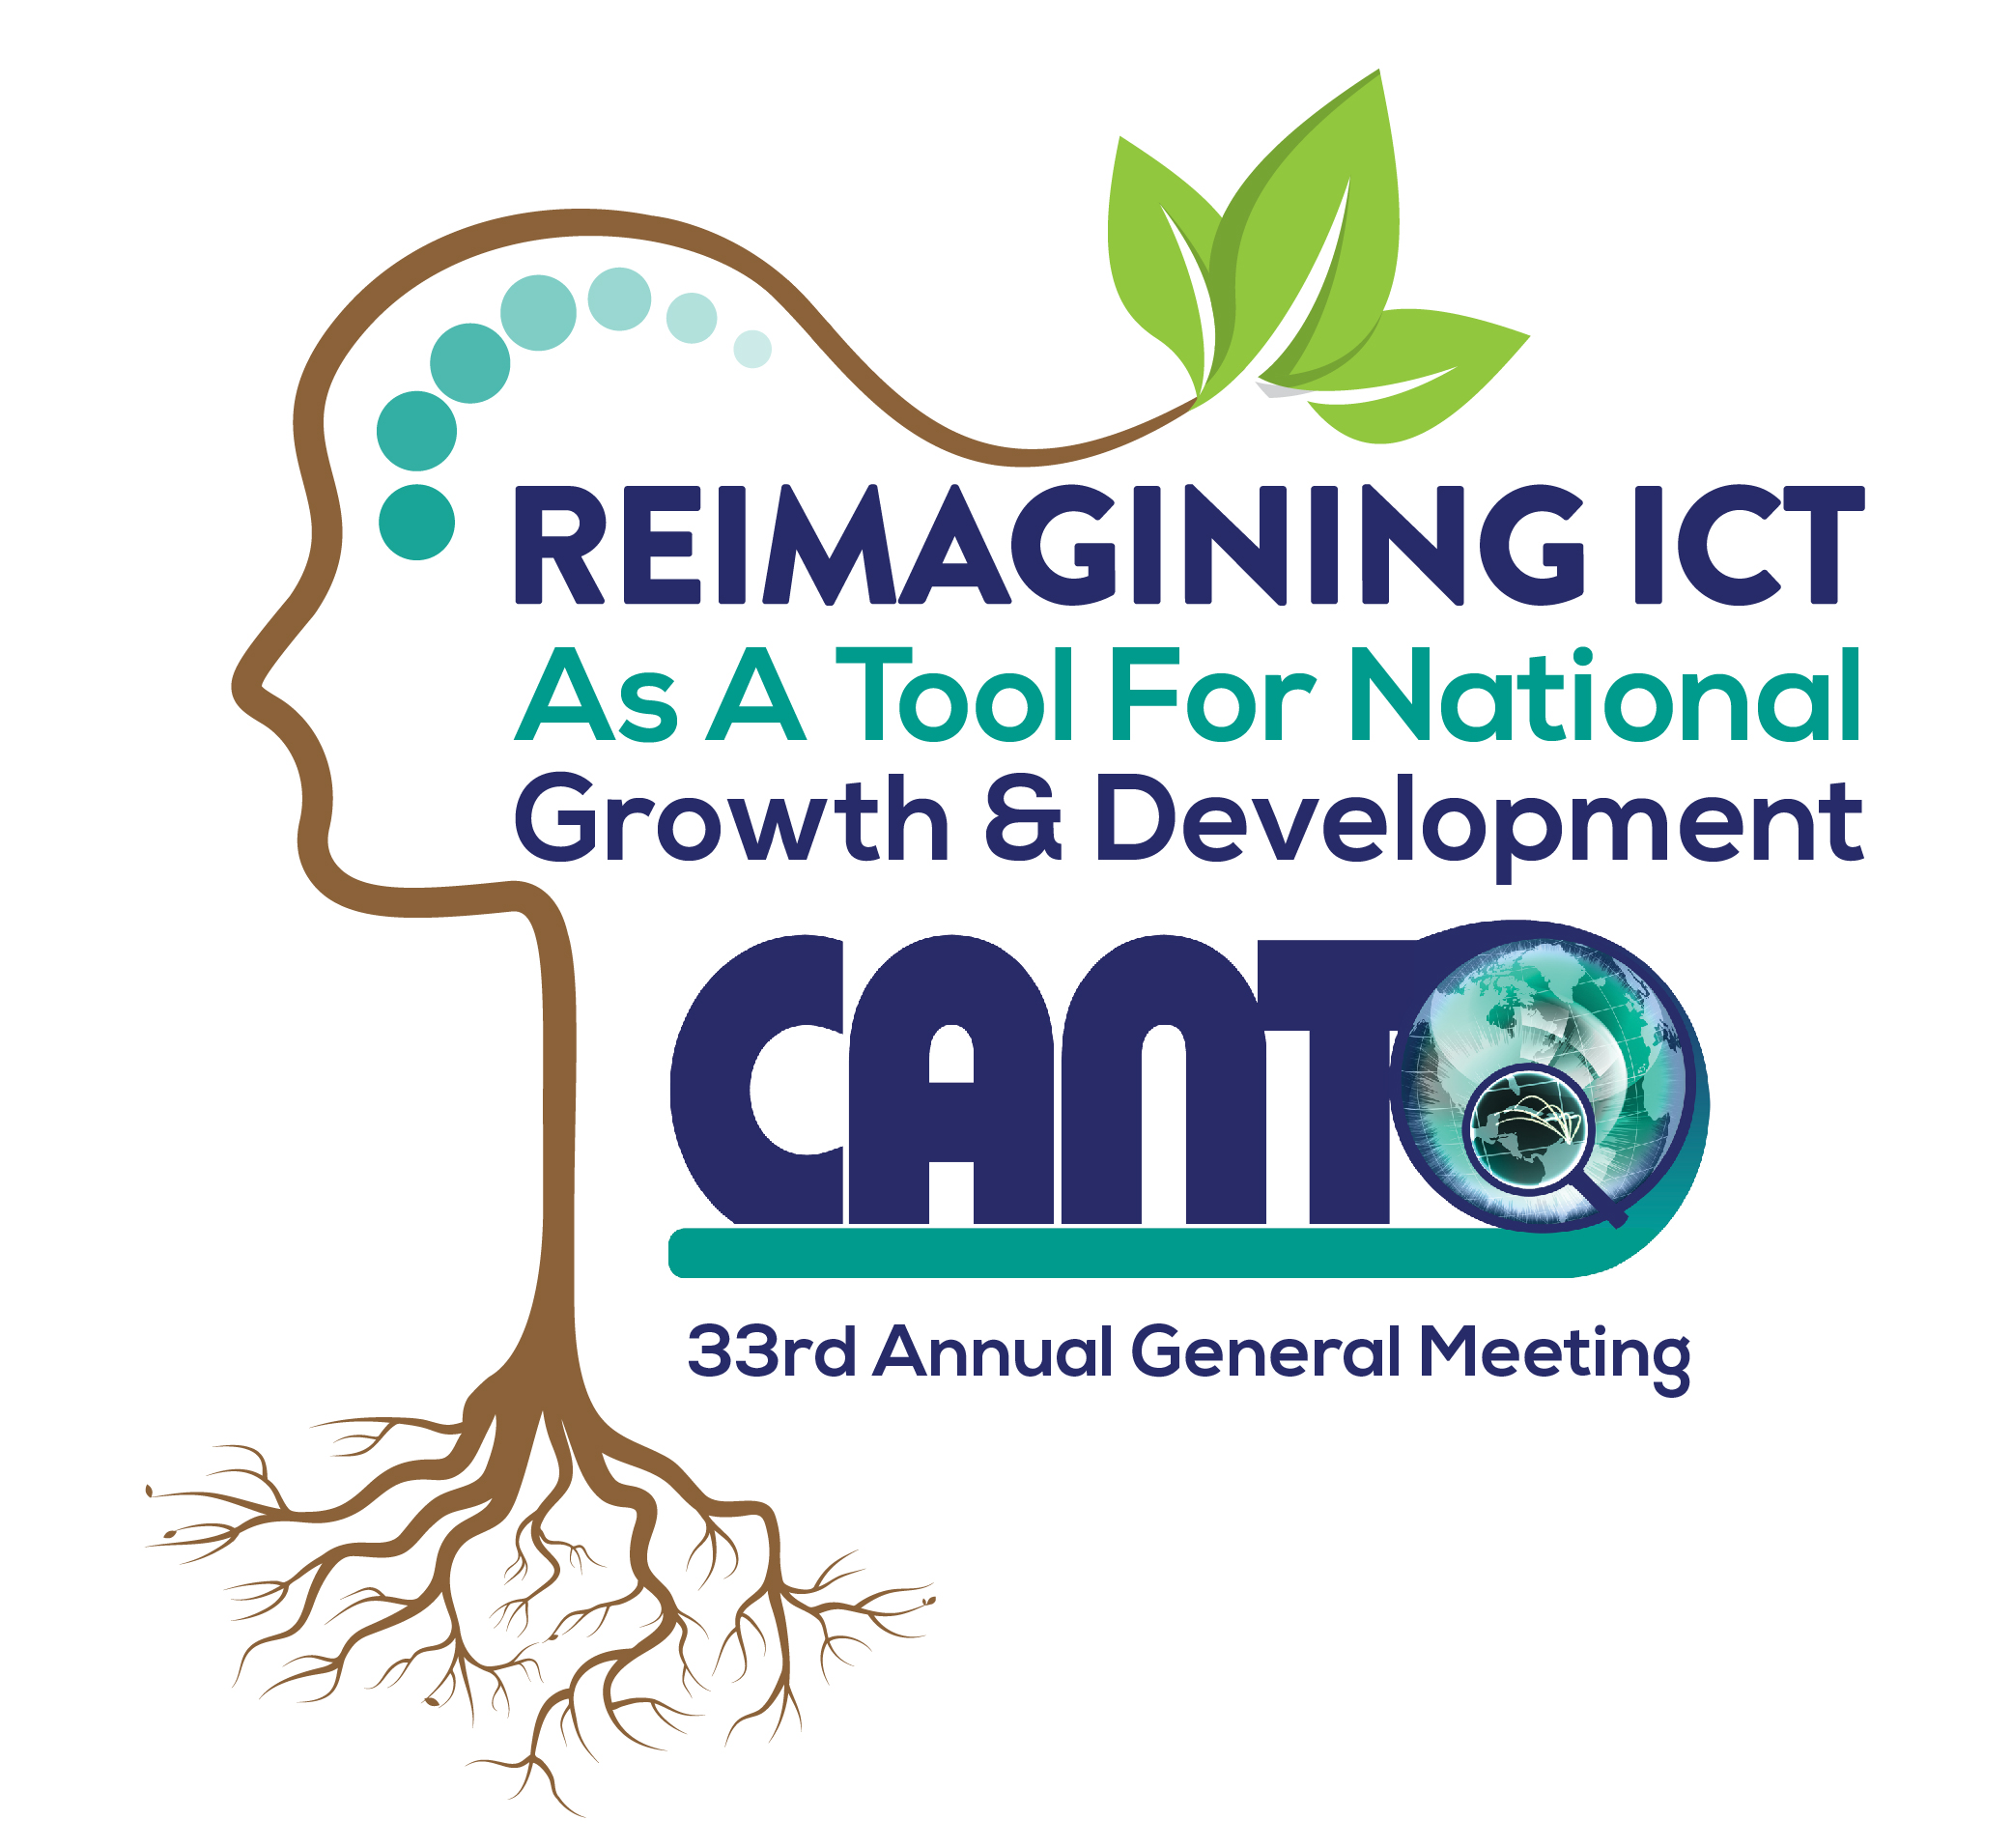 REIMAGINING ICT
As A Tool For National
Growth & Development
CANTO
33rd Annual General Meeting